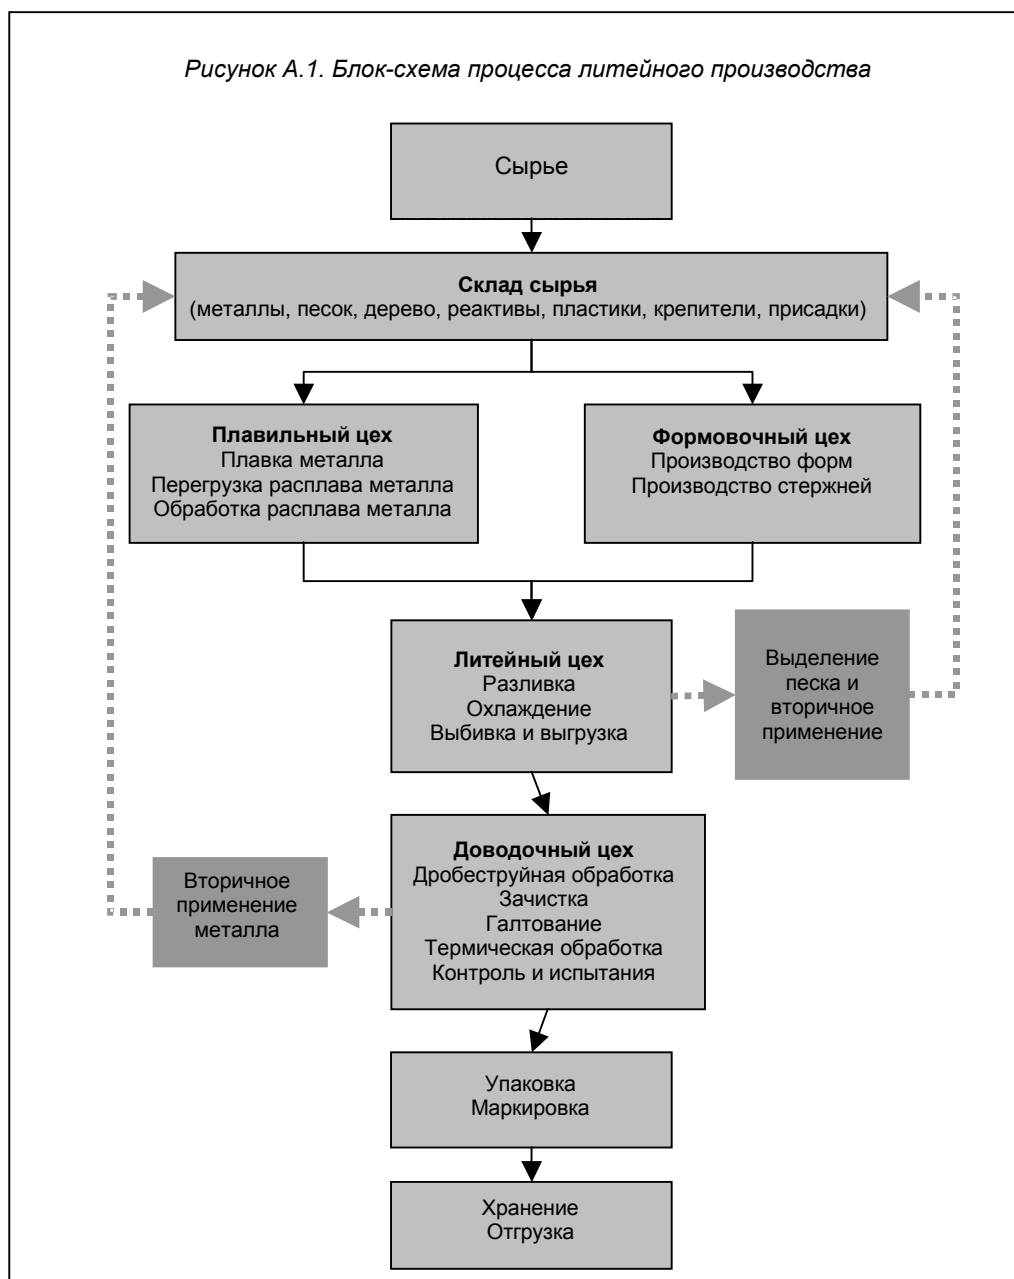 Рисунок А.1. Блок-схема процесса литейного производства
Сырье
Склад сырья
(металлы, песок, дерево, реактивы, пластики, крепители, присадки)
Плавильный цех
Плавка металла
Перегрузка расплава металла
Обработка расплава металла
Формовочный цех
Производство форм
Производство стержней
Литейный цех
Разливка
Охлаждение
Выбивка и выгрузка
Выделение
песка и
вторичное
применение
Доводочный цех
Дробеструйная обработка
Зачистка
Галтование
Термическая обработка
Контроль и испытания
Вторичное
применение
металла
Упаковка
Маркировка
Хранение
Отгрузка